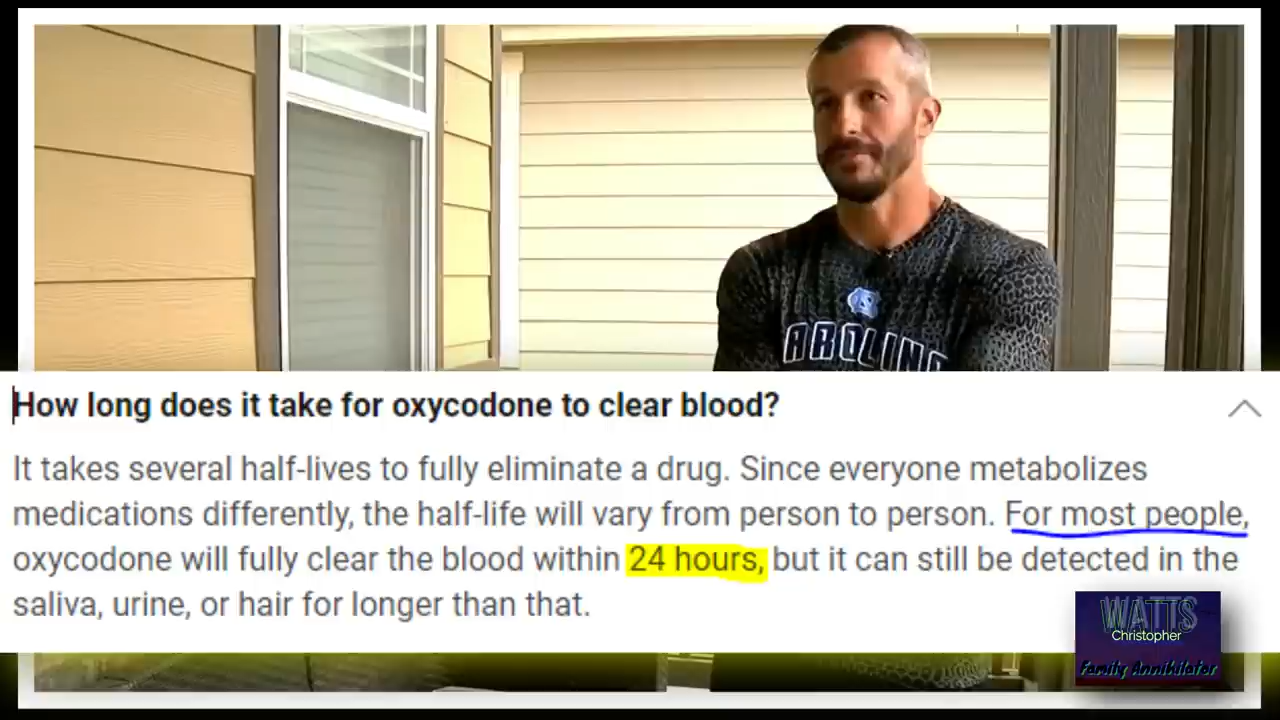 AROLIN
How long does it take for oxycodone to clear blood?
It takes several half-lives to fully eliminate a drug. Since everyone metabolizes
medications differently, the half-life will vary from person to person. For most people,
oxycodone will fully clear the blood within 24 hours, but it can still be detected in the
saliva, urine, or hair for longer than that.
WATTS
Christopher
Family Annihilator